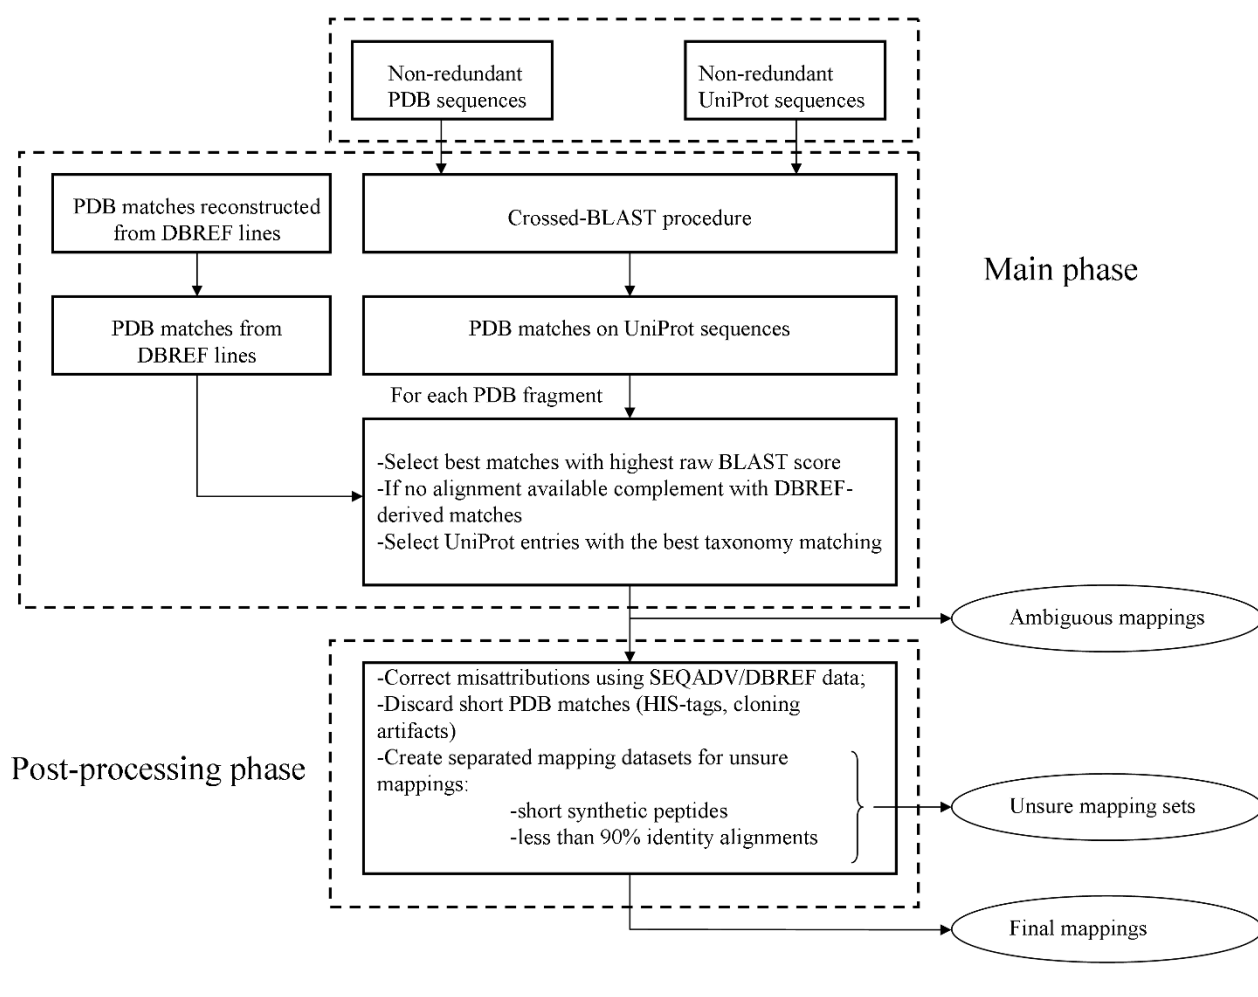 Non-redundant
PDB sequences
Non-redundant
UniProt sequences
PDB matches reconstructed
from DBREF lines
Crossed-BLAST procedure
Main phase
PDB matches from
DBREF lines
PDB matches on UniProt sequences
For each PDB fragment
-Select best matches with highest raw BLAST score
-If no alignment available complement with DBREF-
derived matches
-Select UniProt entries with the best taxonomy matching
Ambiguous mappings
-Correct misattributions using SEQADV/DBREF data;
-Discard short PDB matches (HIS-tags, cloning
artifacts)
-Create separated mapping datasets for unsure
mappings:
-short synthetic peptides
-less than 90% identity alignments
Post-processing phase
Unsure mapping sets
Final mappings